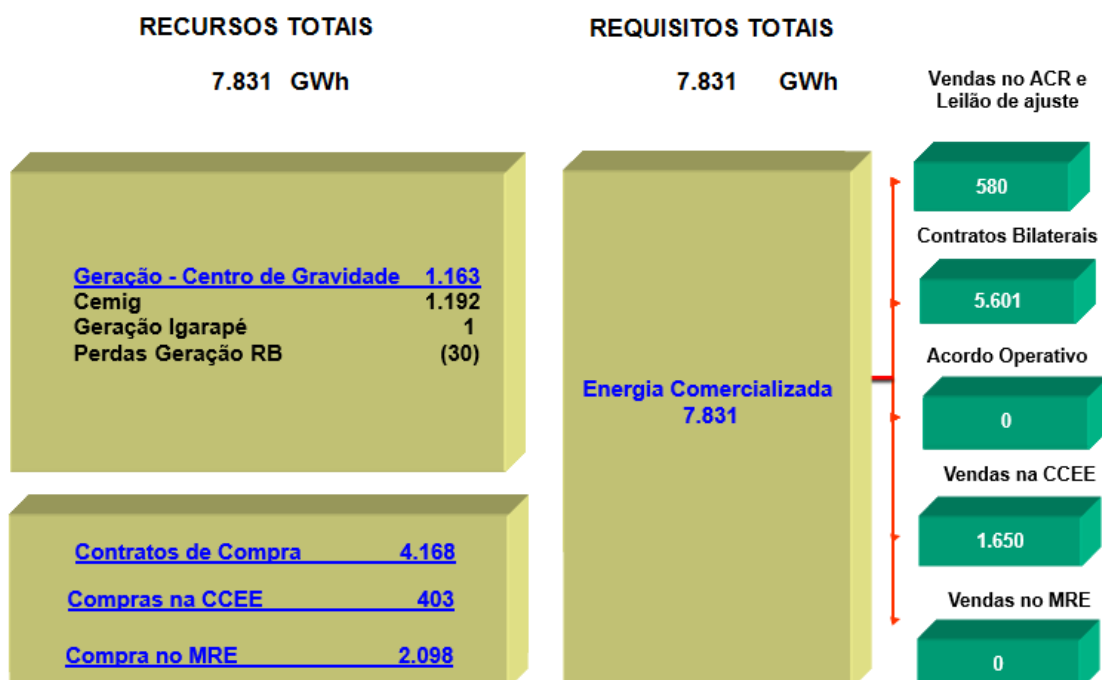 RECURSOS TOTAIS
7.831 GWh
Geração - Centro de Gravidade 1.163
Cemig 1.192
Geração Igarapé 1
Perdas Geração RB (30)
Contratos de Compra 4.168
Compras na CCEE 403
Compra no MRE 2.098
REQUISITOS TOTAIS
7.831 GWh
Energia Comercializada
7.831
Vendas no ACR e
Leilão de ajuste
580
Contratos Bilaterais
5.601
Acordo Operativo
0
Vendas na CCEE
1.650
Vendas no MRE
0